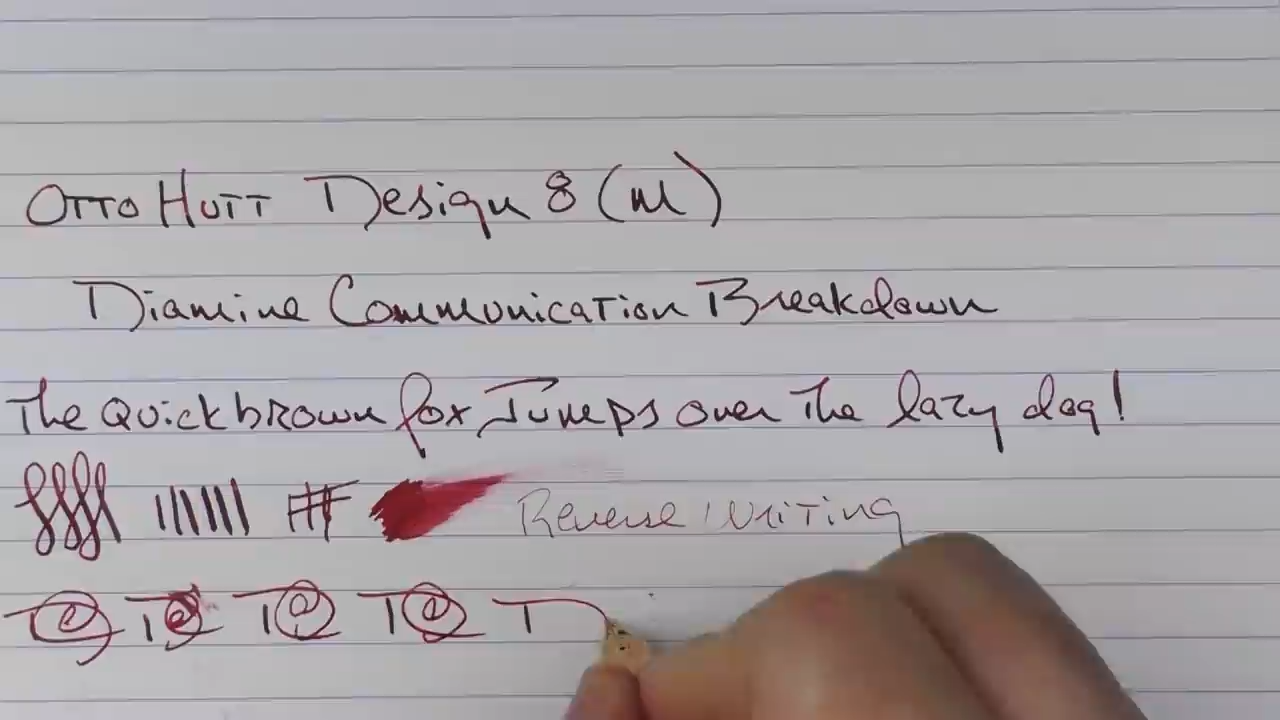 OTTO HUTT Design 8 (M)
Diamine Communication Breakdown
The Quick brown fox Jumps over The lazy dog!
Reverse Writing